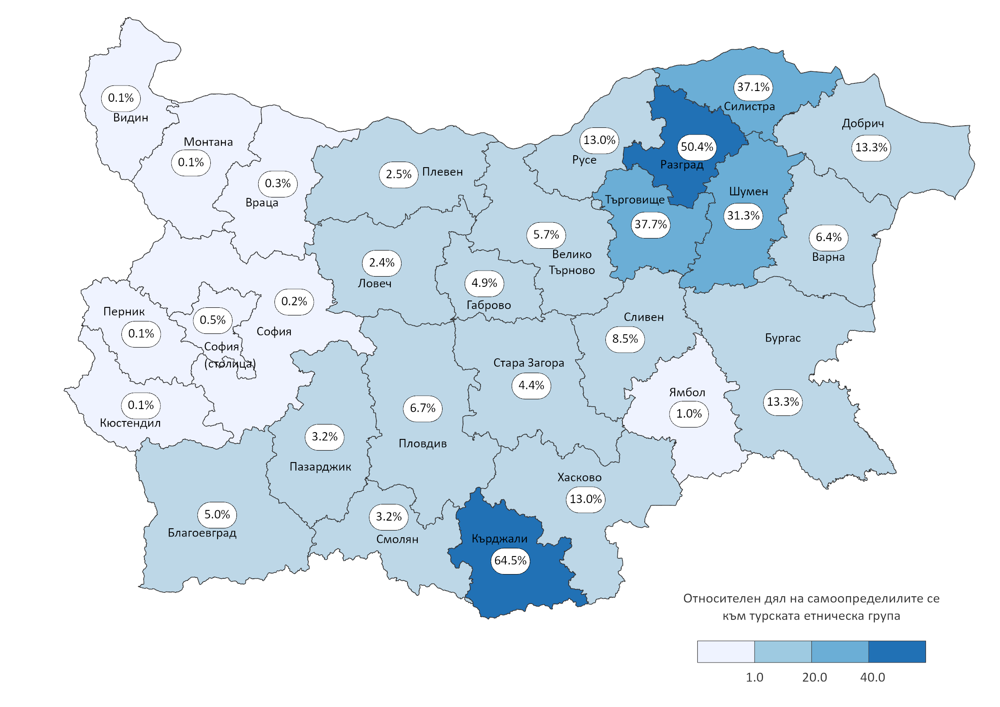 37.1%
Силистра
0.1%
Видин
Добрич
13.3%
13.0%
Русе
50.4%
Разград
Монтана
0.1%
2.5%
Плевен
0.3%
Враца
Шумен
31.3%
Търговище
37.7%
5.7%
Велико
Търново
6.4%
Варна
2.4%
Ловеч
4.9%
Габрово
0.2%
София
Перник
0.1%
0.5%
София
(столица)
Сливен
8.5%
Бургас
13.3%
Стара Загора
4.4%
Ямбол
1.0%
0.1%
Кюстендил
6.7%
Пловдив
3.2%
Пазарджик
Хасково
13.0%
5.0%
Благоевград
3.2%
Смолян
Кърджали
64.5%
Относителен дял на самоопределилите се
към турската етническа група
1.0 20.0 40.0